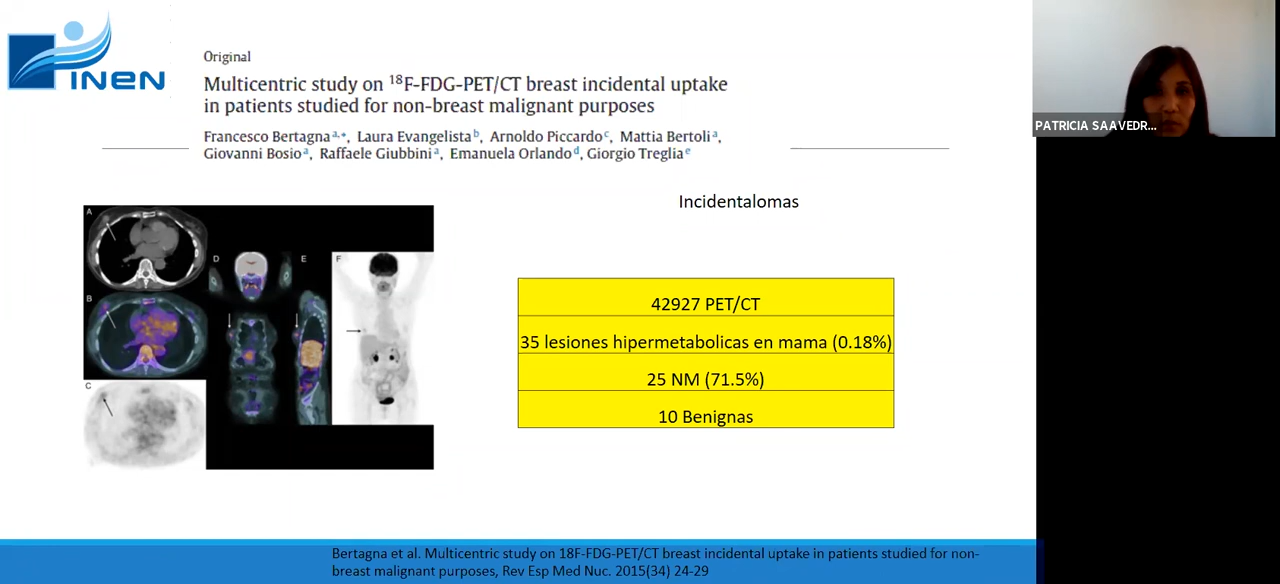 INEN
Original
Multicentric study on 18F-FDG-PET/CT breast incidental uptake
in patients studied for non-breast malignant purposes
Francesco Bertagna a,*, Laura Evangelista b, Arnoldo Piccardo c, Mattia Bertoli a,
Giovanni Bosio a, Raffaele Giubbini a, Emanuela Orlando d, Giorgio Treglia e
PATRICIA SAAVEDR...
Incidentalomas
A
B
C
D
E
F
42927 PET/CT
35 lesiones hipermetabolicas en mama (0.18%)
25 NM (71.5%)
10 Benignas
Bertagna et al. Multicentric study on 18F-FDG-PET/CT breast incidental uptake in patients studied for non-
breast malignant purposes, Rev Esp Med Nuc. 2015(34) 24-29